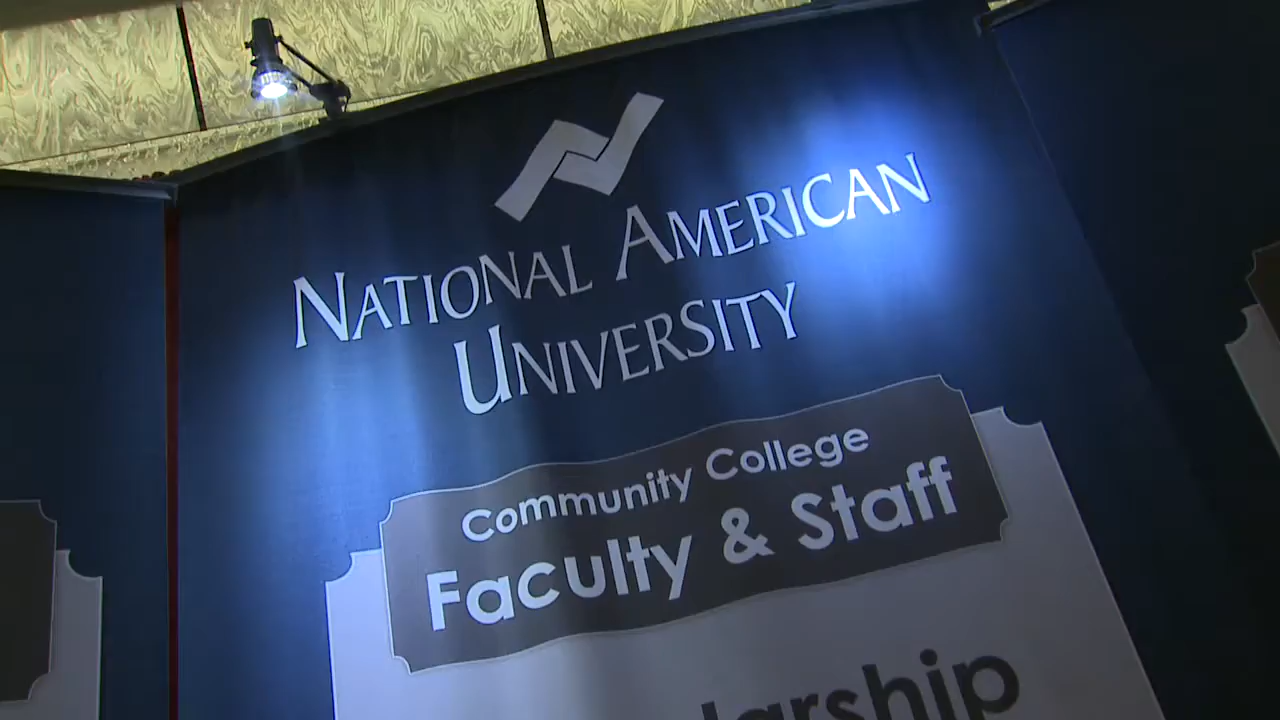 NATIONAL AMERICAN
UNIVERSITY
Community College
Faculty & Staff